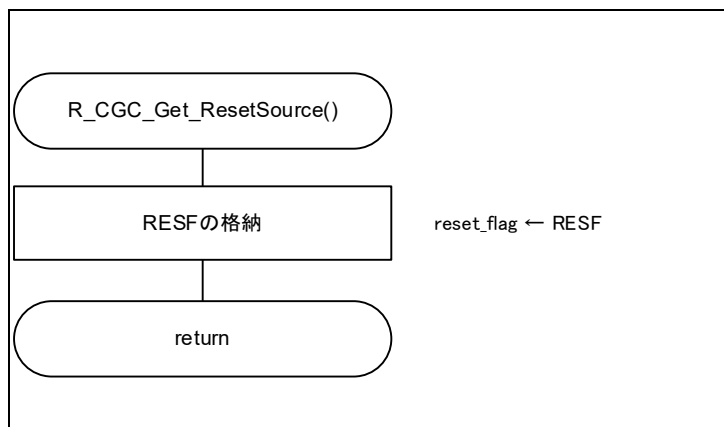 R_CGC_Get_ResetSource()
RESFの格納
reset_flag ← RESF
return